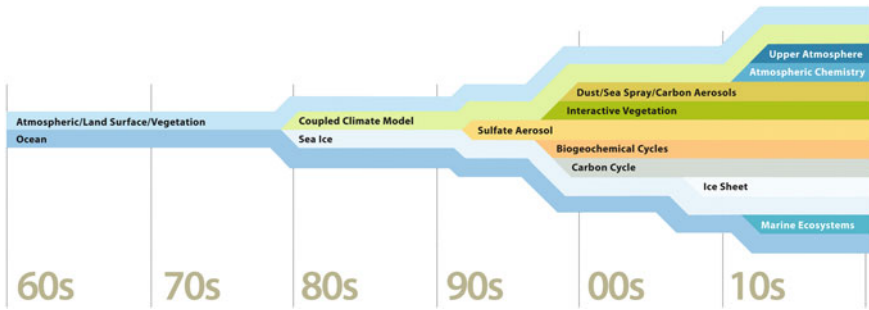 Upper Atmosphere
Atmospheric Chemistry
Dust/Sea Spray/Carbon Aerosols
Interactive Vegetation
Atmospheric/Land Surface/Vegetation
Coupled Climate Model
Sulfate Aerosol
Ocean
Sea Ice
Biogeochemical Cycles
Carbon Cycle
Ice Sheet
Marine Ecosystems
60s 70s 80s 90s 00s 10s